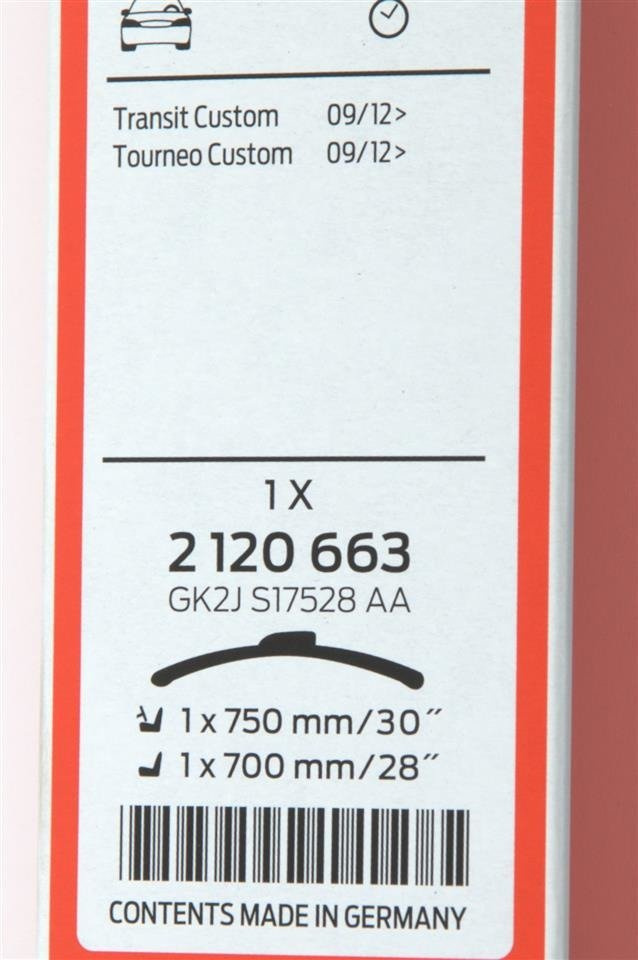 Transit Custom 09/12>
Tourneo Custom 09/12>
1 X
2 120 663
GK2J S17528 AA
1 x 750 mm/30″
1 x 700 mm/28″
CONTENTS MADE IN GERMANY